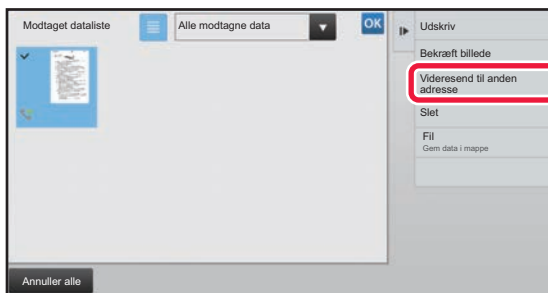 Modtaget dataliste
Alle modtagne data
OK
Udskriv
Bekræft billede
Videresend til anden
adresse
Slet
Fil
Gem data i mappe
Annuller alle